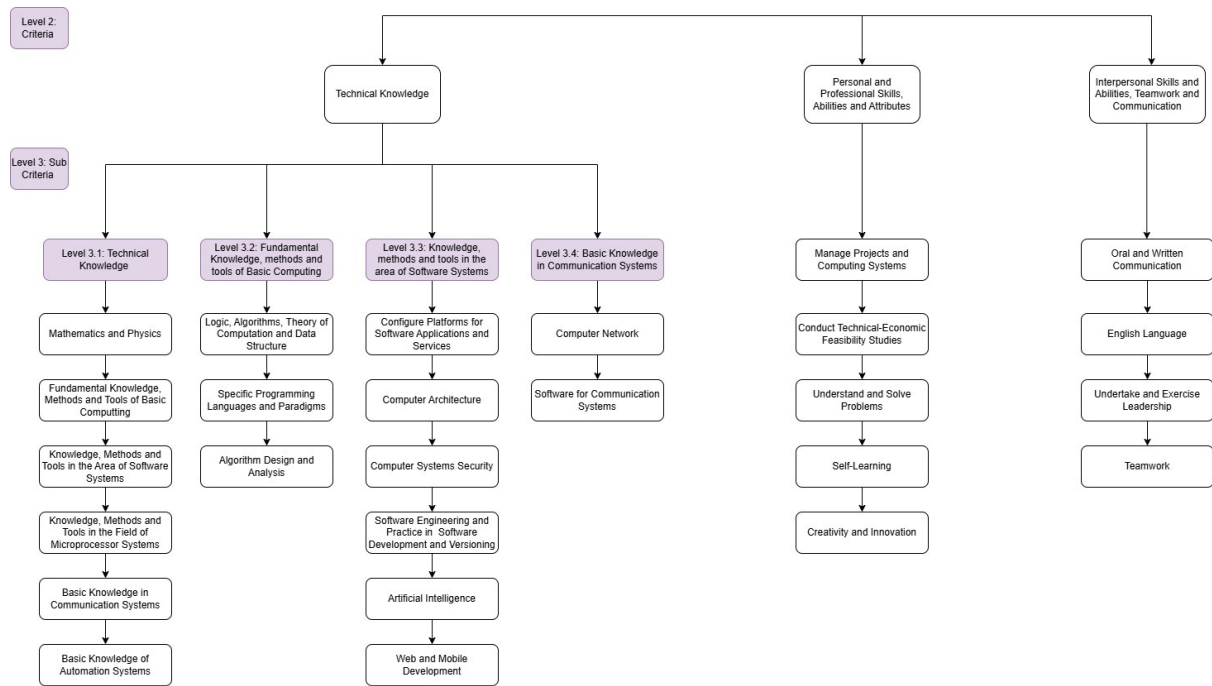 Level 2:
Criteria
Technical Knowledge
Personal and
Professional Skills,
Abilities and Attributes
Interpersonal Skills and
Abilities, Teamwork and
Communication
Level 3: Sub
Criteria
Level 3.1: Technical
Knowledge
Level 3.2: Fundamental
Knowledge, methods and
tools of Basic Computing
Level 3.3: Knowledge,
methods and tools in the
area of Software Systems
Level 3.4: Basic Knowledge
in Communication Systems
Manage Projects and
Computing Systems
Oral and Written
Communication
Mathematics and Physics
Logic, Algorithms, Theory of
Computation and Data
Structure
Configure Platforms for
Software Applications and
Services
Computer Network
Conduct Technical-Economic
Feasibility Studies
English Language
Fundamental Knowledge,
Methods and Tools of Basic
Computting
Specific Programming
Languages and Paradigms
Computer Architecture
Software for Communication
Systems
Understand and Solve
Problems
Undertake and Exercise
Leadership
Knowledge, Methods and
Tools in the Area of Software
Systems
Algorithm Design and
Analysis
Computer Systems Security
Self-Learning
Teamwork
Knowledge, Methods and
Tools in the Field of
Microprocessor Systems
Software Engineering and
Practice in Software
Development and Versioning
Creativity and Innovation
Basic Knowledge in
Communication Systems
Artificial Intelligence
Basic Knowledge of
Automation Systems
Web and Mobile
Development